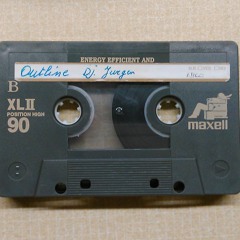 ENERGY EFFICIENT AND
Outline Dj. Jurgen
B
XLII
POSITION HIGH
90
maxell